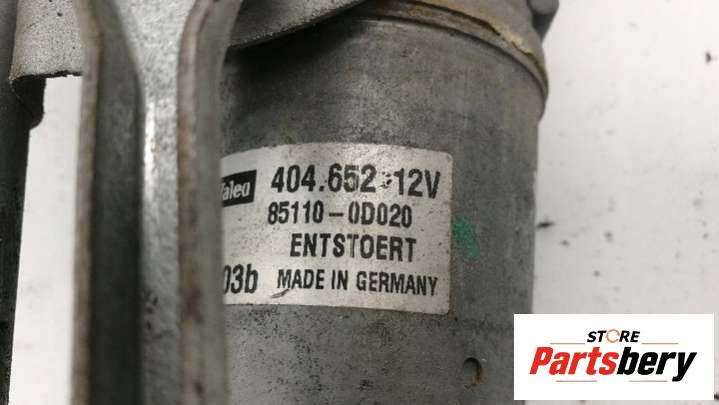 Valeo 404.652 12V
85110-0D020
ENTSTOERT
03b MADE IN GERMANY
STORE
Partsbery